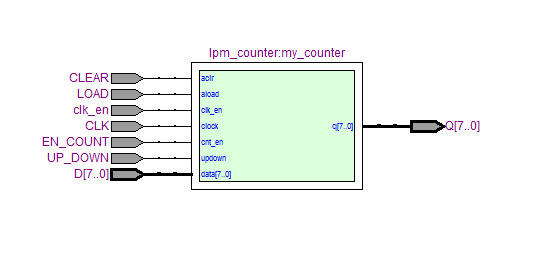 lpm_counter:my_counter
CLEAR
aclr
LOAD
aload
clk_en
clk_en
CLK
clock
q[7..0]
Q[7..0]
EN_COUNT
cnt_en
UP_DOWN
updown
D[7..0]
data[7..0]